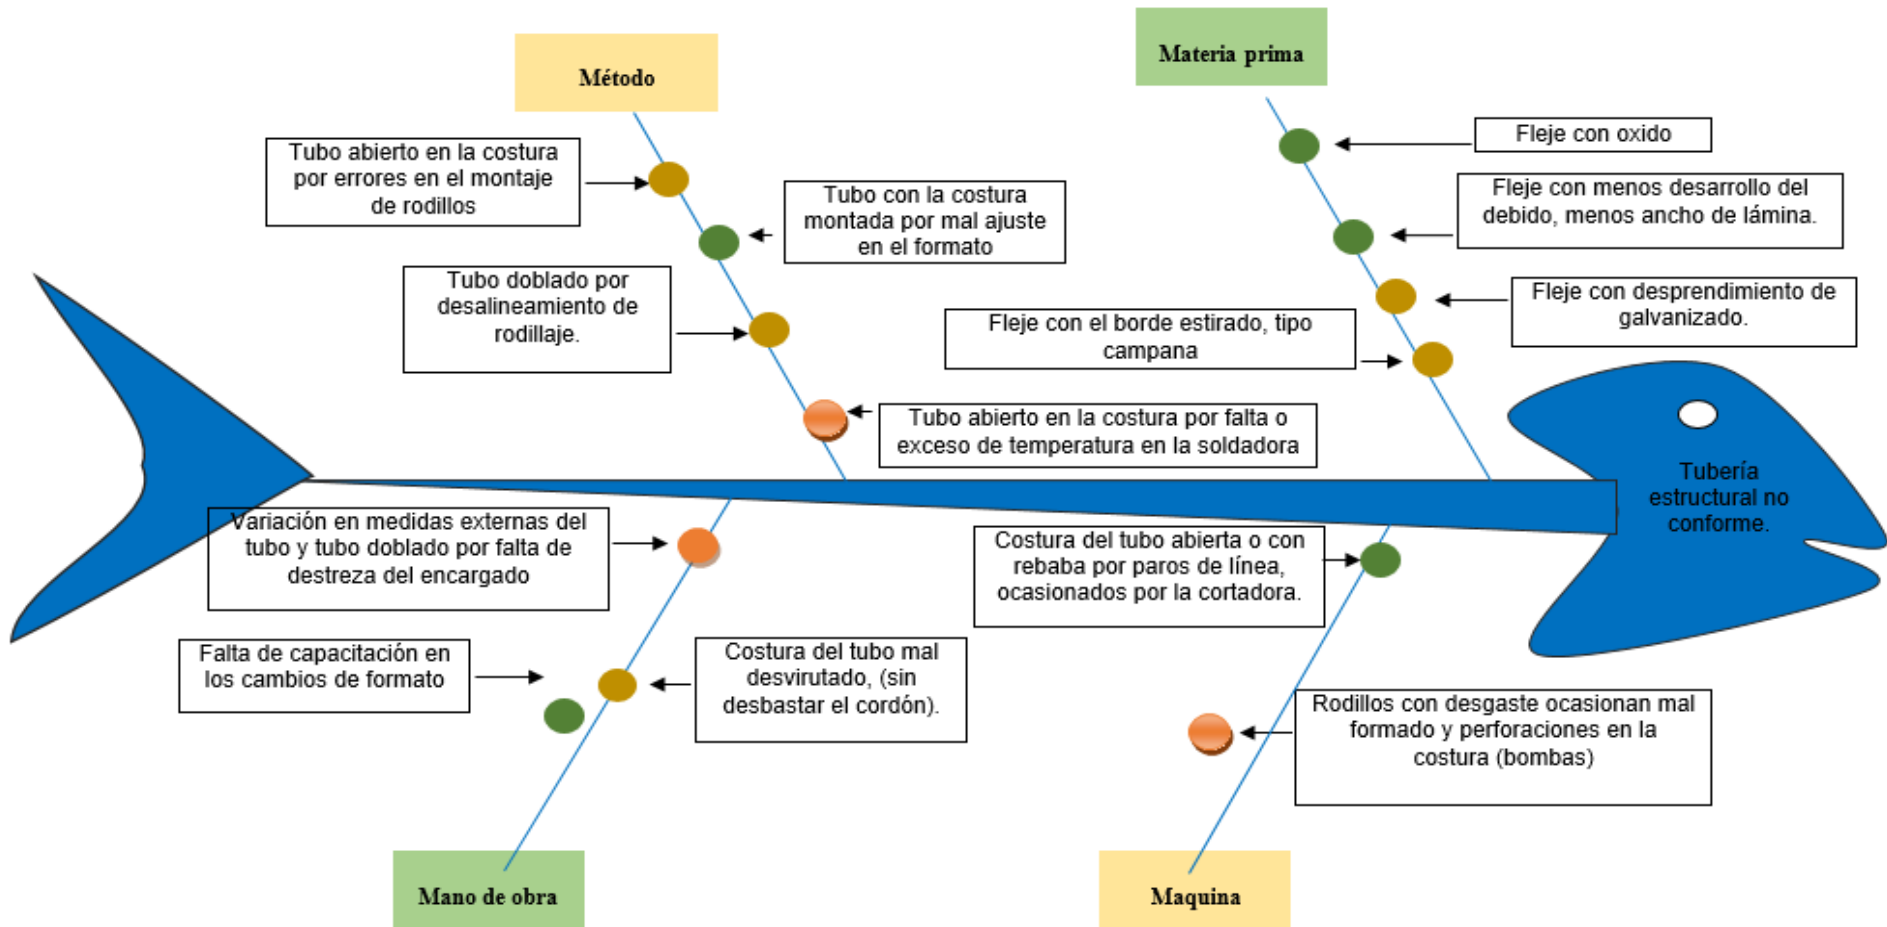 Método
Materia prima
Tubo abierto en la costura
por errores en el montaje
de rodillos
Tubo con la costura
montada por mal ajuste
en el formato
Tubo doblado por
desalineamiento de
rodillaje.
Tubo abierto en la costura por falta o
exceso de temperatura en la soldadora
Fleje con oxido
Fleje con menos desarrollo del
debido, menos ancho de lámina.
Fleje con desprendimiento de
galvanizado.
Fleje con el borde estirado, tipo
campana
Tubería
estructural no
conforme.
Variación en medidas externas del
tubo y tubo doblado por falta de
destreza del encargado
Falta de capacitación en
los cambios de formato
Costura del tubo mal
desvirutado, (sin
desbastar el cordón).
Costura del tubo abierta o con
rebaba por paros de línea,
ocasionados por la cortadora.
Rodillos con desgaste ocasionan mal
formado y perforaciones en la
costura (bombas)
Mano de obra
Maquina